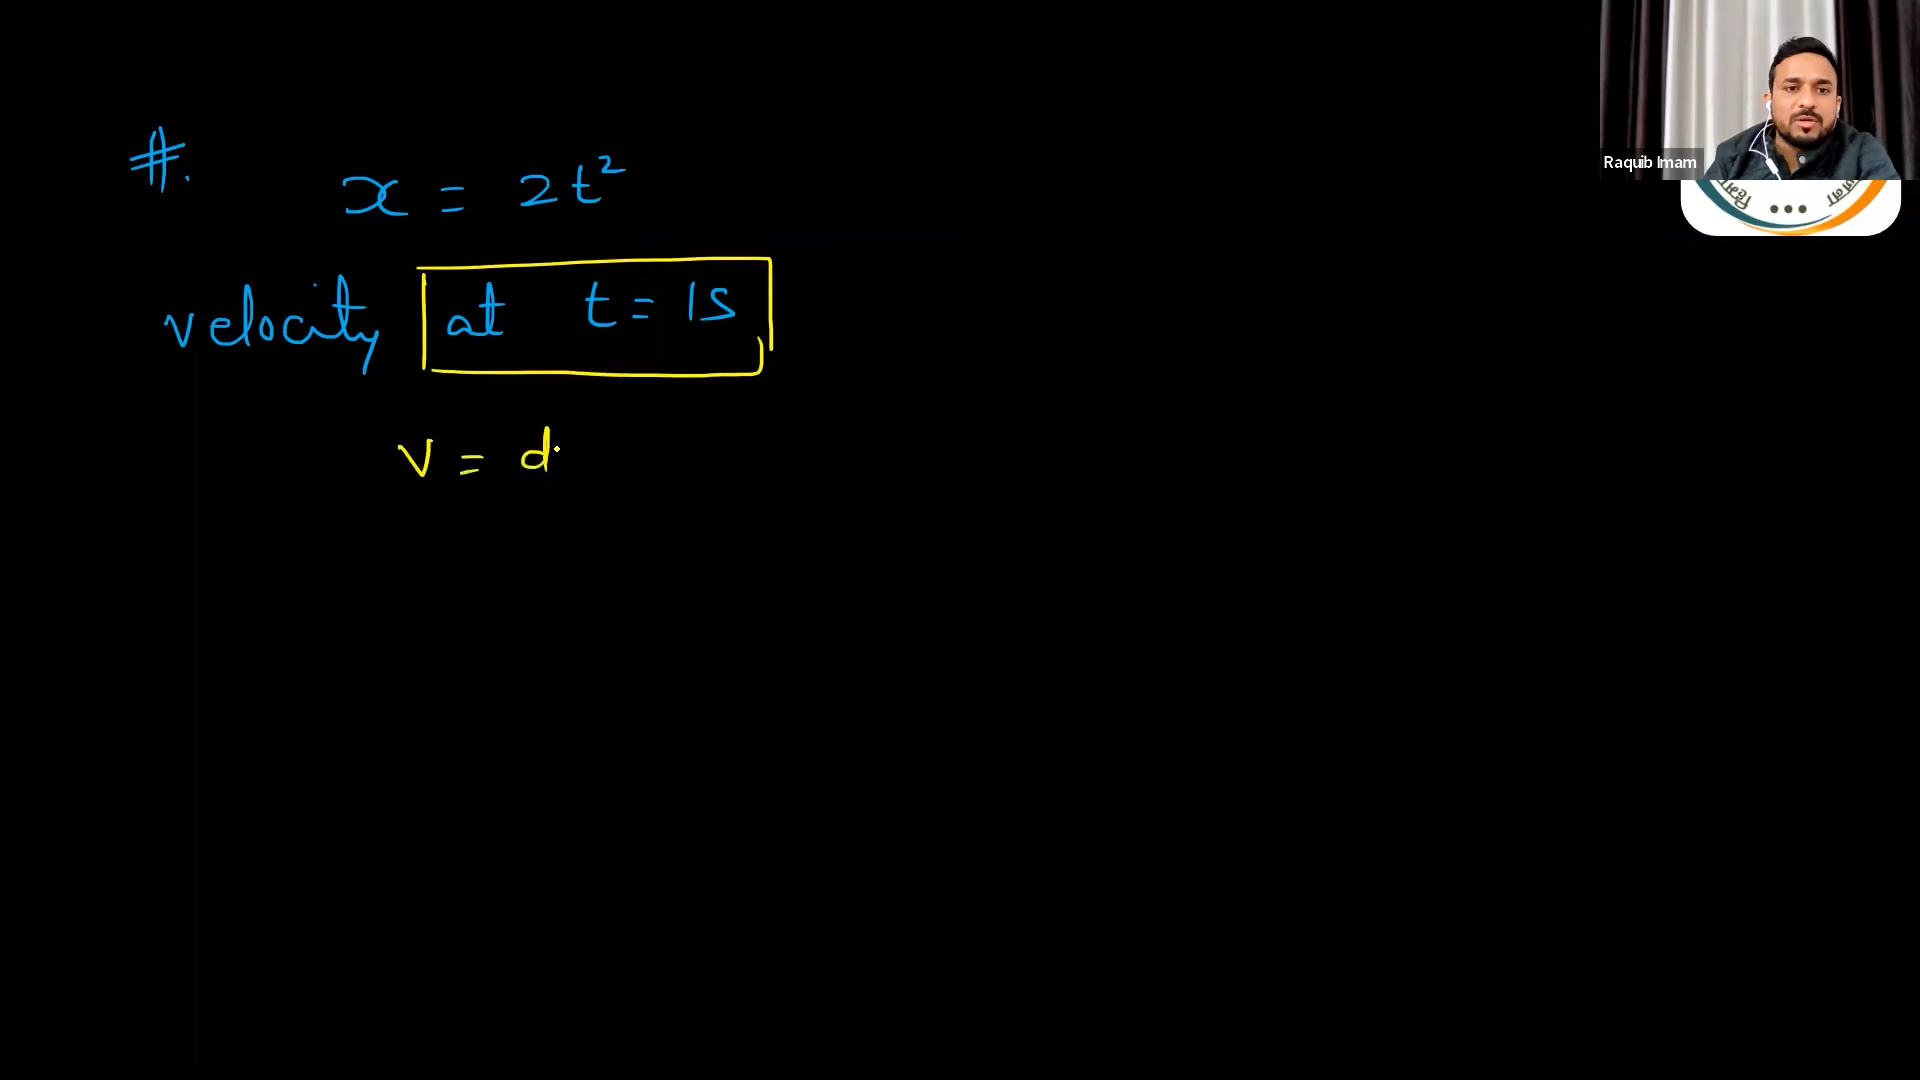 #.
x = 2t²
velocity at t = 1s
v = d
Raquib Imam